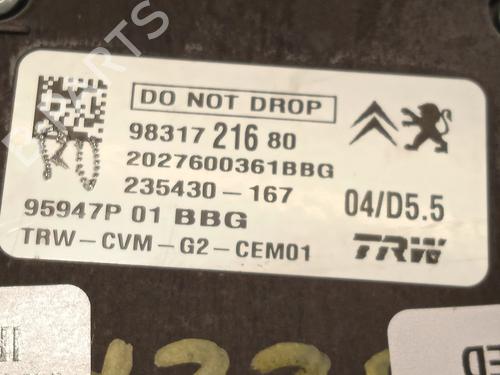 DO NOT DROP
98317 216 80
2027600361BBG
235430-167
04/D5.5
95947P 01 BBG
TRW-CVM-G2-CEM01
TRW